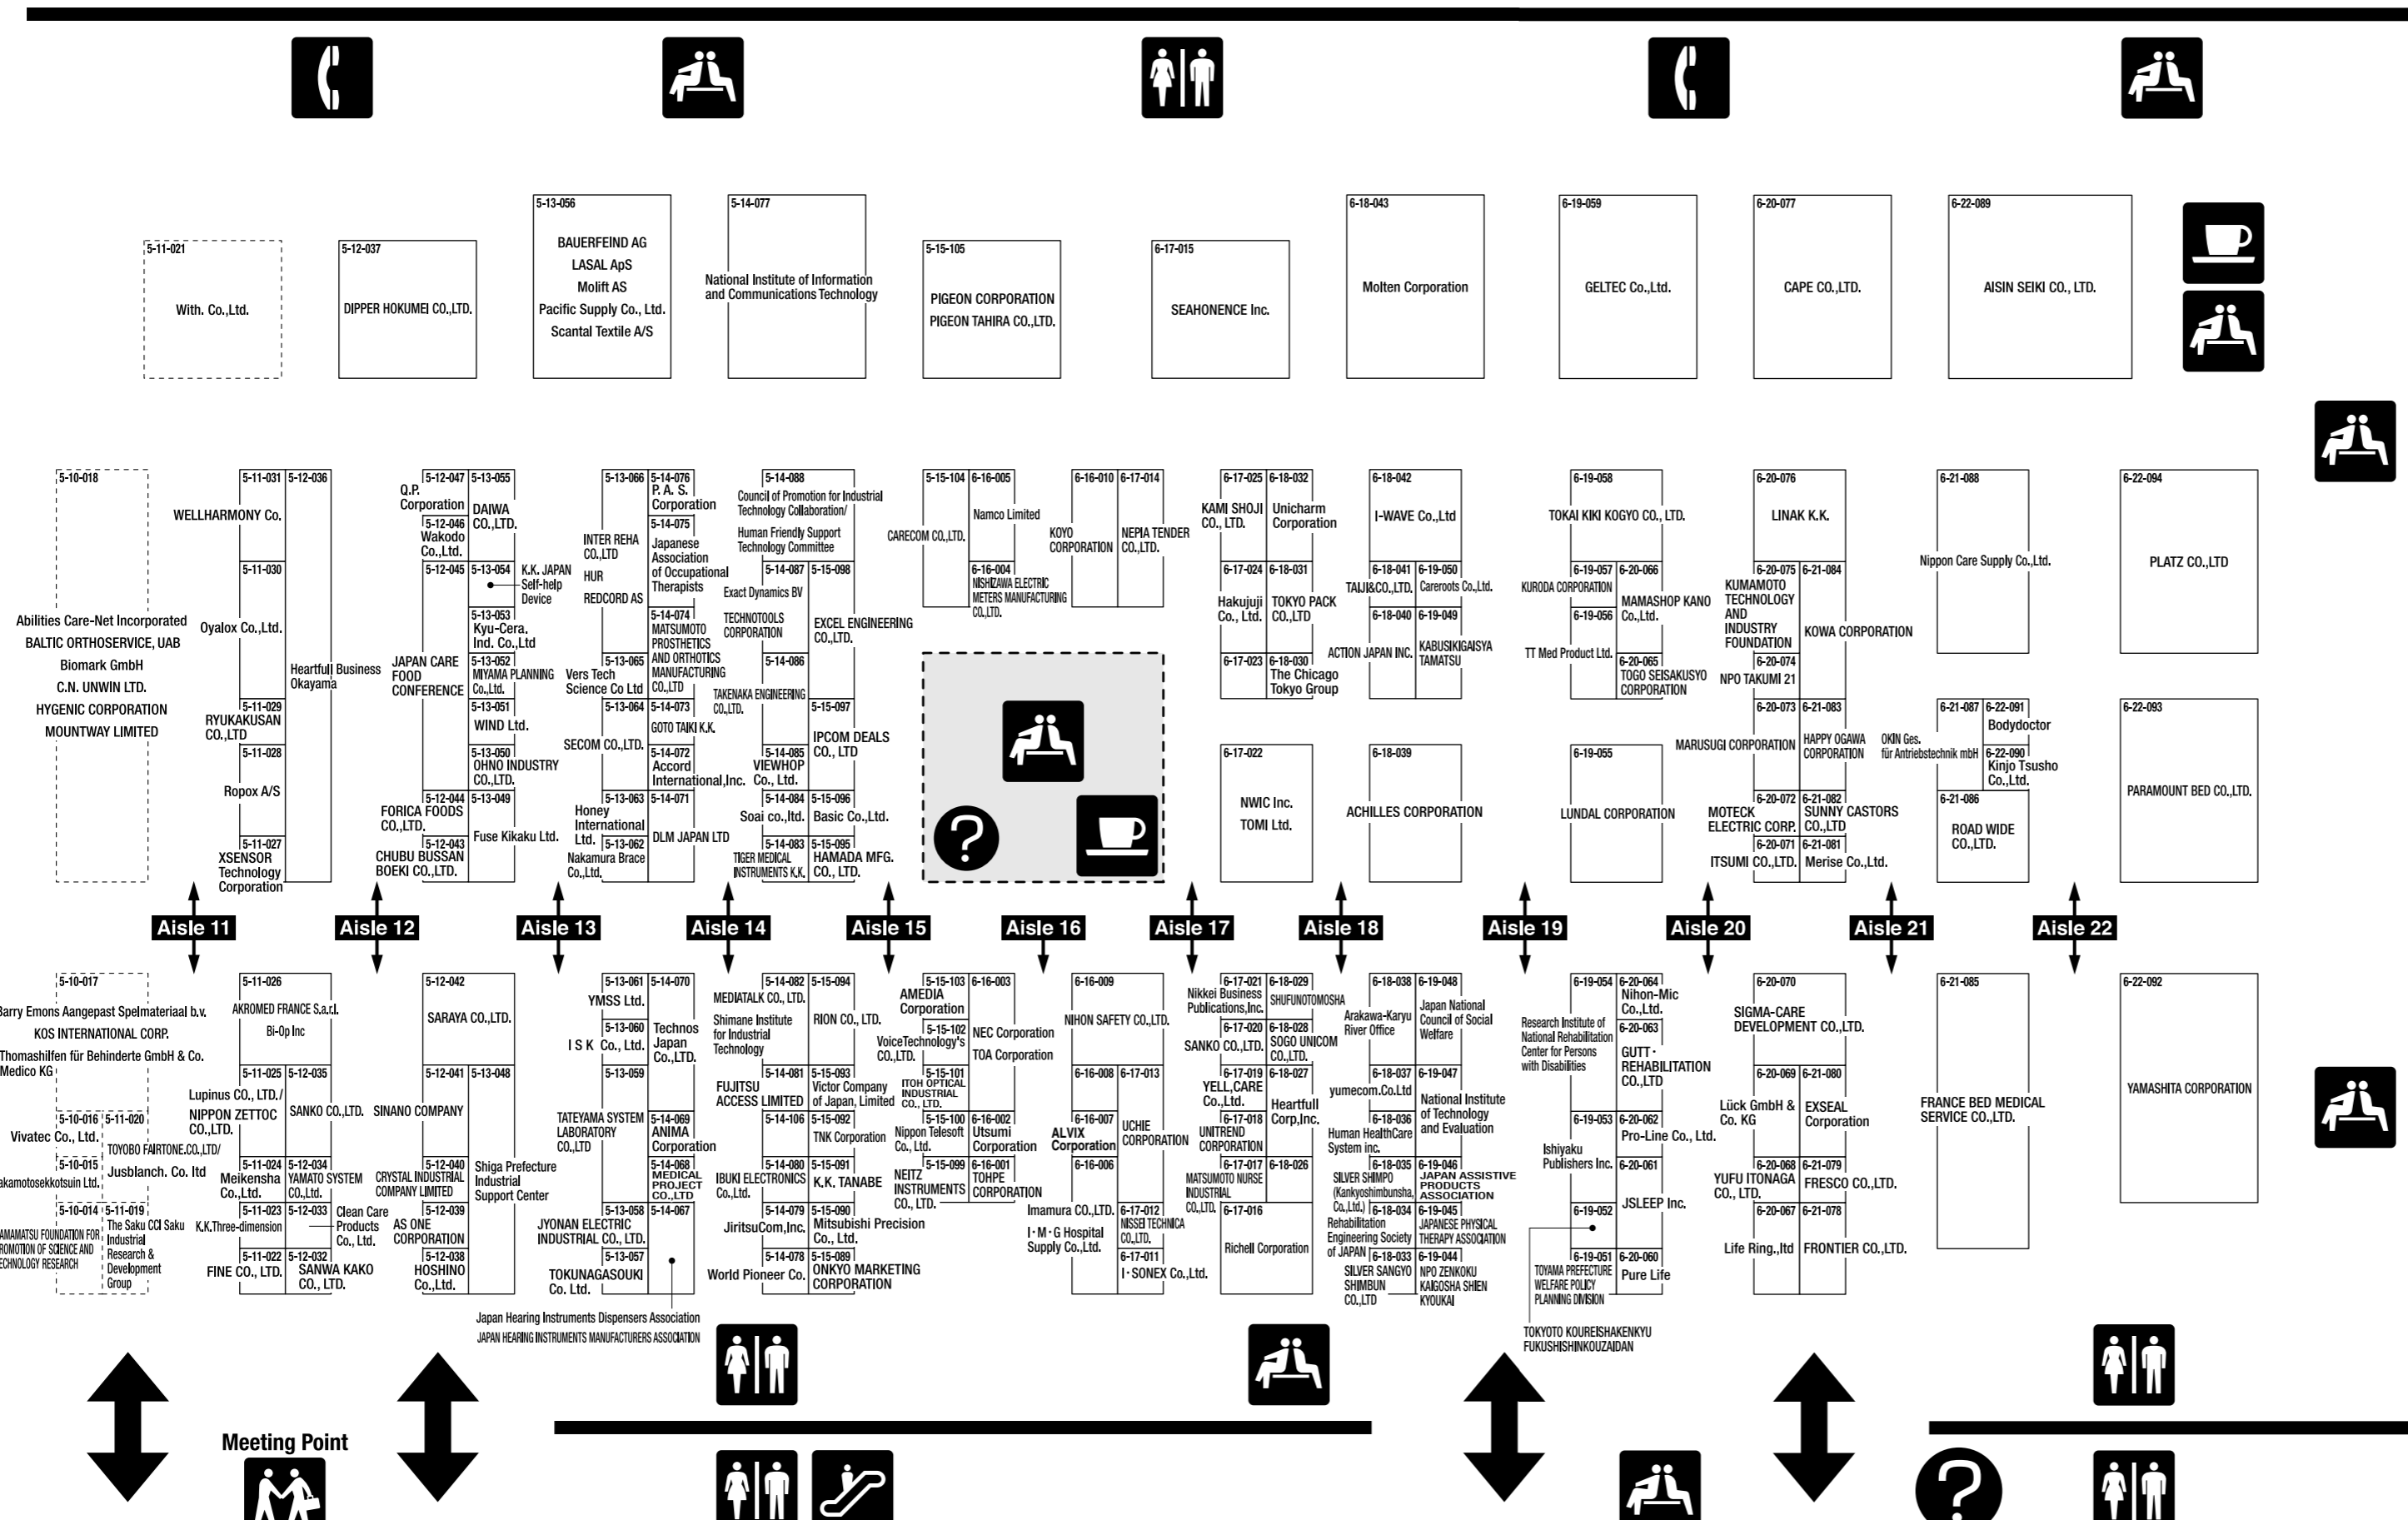 5-13-056
BAUERFEIND AG
LASAL ApS
Molift AS
Pacific Supply Co., Ltd.
Scantal Textile A/S
5-14-077
National Institute of Information
and Communications Technology
6-18-043
Molten Corporation
6-19-059
GELTEC Co.,Ltd.
6-20-077
CAPE CO.,LTD.
6-22-089
AISIN SEIKI CO., LTD.
5-11-021
With. Co.,Ltd.
5-12-037
DIPPER HOKUMEI CO.,LTD.
5-15-105
PIGEON CORPORATION
PIGEON TAHIRA CO.,LTD.
6-17-015
SEAHONENCE Inc.
5-10-018
Abilities Care-Net Incorporated
BALTIC ORTHOSERVICE, UAB
Biomark GmbH
C.N. UNWIN LTD.
HYGENIC CORPORATION
MOUNTWAY LIMITED
5-11-031
WELLHARMONY Co.
5-11-030
Oyalox Co.,Ltd.
5-11-029
RYUKAKUSAN
CO.,LTD
5-11-028
Ropox A/S
5-11-027
XSENSOR
Technology
Corporation
5-12-036
Heartfull Business
Okayama
5-12-047
Q.P.
Corporation
5-12-046
Wakodo
Co.,Ltd.
5-12-045
JAPAN CARE
FOOD
CONFERENCE
5-12-044
FORICA FOODS
CO.,LTD.
5-12-043
CHUBU BUSSAN
BOEKI CO.,LTD.
5-13-055
DAIWA
CO.,LTD.
5-13-054
K.K. JAPAN
Self-help
Device
5-13-053
Kyu-Cera.
Ind. Co.,Ltd
5-13-052
MIYAMA PLANNING
Co.,Ltd.
5-13-051
WIND Ltd.
5-13-050
OHNO INDUSTRY
CO.,LTD.
5-13-049
Fuse Kikaku Ltd.
5-13-066
INTER REHA
CO.,LTD
HUR
REDCORD AS
5-13-065
Vers Tech
Science Co Ltd
5-13-064
SECOM CO.,LTD.
5-13-063
Honey
International
Ltd.
5-13-062
Nakamura Brace
Co.,Ltd.
5-14-076
P. A. S.
Corporation
5-14-075
Japanese
Association
of Occupational
Therapists
5-14-074
MATSUMOTO
PROSTHETICS
AND ORTHOTICS
MANUFACTURING
CO.,LTD
5-14-073
GOTO TAIKI K.K.
5-14-072
Accord
International,Inc.
5-14-071
DLM JAPAN LTD
5-14-088
Council of Promotion for Industrial
Technology Collaboration/
Human Friendly Support
Technology Committee
5-14-087
Exact Dynamics BV
TECHNOTOOLS
CORPORATION
5-14-086
TAKENAKA ENGINEERING
CO.,LTD.
5-14-085
VIEWHOP
Co., Ltd.
5-14-084
Soai co.,ltd.
5-14-083
TIGER MEDICAL
INSTRUMENTS K.K.
5-15-098
EXCEL ENGINEERING
CO.,LTD.
5-15-097
IPCOM DEALS
CO., LTD
5-15-096
Basic Co.,Ltd.
5-15-095
HAMADA MFG.
CO., LTD.
5-15-104
CARECOM CO.,LTD.
6-16-005
Namco Limited
6-16-004
NISHIZAWA ELECTRIC
METERS MANUFACTURING
CO.,LTD.
6-16-010
KOYO
CORPORATION
6-17-014
NEPIA TENDER
CO.,LTD.
?
6-17-025
KAMI SHOJI
CO., LTD.
6-17-024
Hakujuji
Co., Ltd.
6-17-023
6-18-032
Unicharm
Corporation
6-18-031
TOKYO PACK
CO.,LTD
6-18-030
The Chicago
Tokyo Group
6-17-022
NWIC Inc.
TOMI Ltd.
6-18-042
I-WAVE Co.,Ltd
6-18-041
TAIJI&CO.,LTD.
6-19-050
Careroots Co.,Ltd.
6-18-040
ACTION JAPAN INC.
6-19-049
KABUSIKIGAISYA
TAMATSU
6-18-039
ACHILLES CORPORATION
6-19-058
TOKAI KIKI KOGYO CO., LTD.
6-19-057
KURODA CORPORATION
6-19-056
TT Med Product Ltd.
6-20-066
MAMASHOP KANO
Co.,Ltd.
6-20-065
TOGO SEISAKUSYO
CORPORATION
6-19-055
LUNDAL CORPORATION
6-20-076
LINAK K.K.
6-20-075
KUMAMOTO
TECHNOLOGY
AND
INDUSTRY
FOUNDATION
6-20-074
NPO TAKUMI 21
6-20-073
MARUSUGI CORPORATION
6-20-072
MOTECK
ELECTRIC CORP.
6-20-071
ITSUMI CO.,LTD.
6-21-084
KOWA CORPORATION
6-21-083
HAPPY OGAWA
CORPORATION
6-21-082
SUNNY CASTORS
CO.,LTD
6-21-081
Merise Co.,Ltd.
6-21-088
Nippon Care Supply Co.,Ltd.
6-21-087
OKIN Ges.
für Antriebstechnik mbH
6-22-091
Bodydoctor
6-22-090
Kinjo Tsusho
Co.,Ltd.
6-21-086
ROAD WIDE
CO.,LTD.
6-22-094
PLATZ CO.,LTD
6-22-093
PARAMOUNT BED CO.,LTD.
Aisle 11
Aisle 12
Aisle 13
Aisle 14
Aisle 15
Aisle 16
Aisle 17
Aisle 18
Aisle 19
Aisle 20
Aisle 21
Aisle 22
5-10-017
Barry Emons Aangepast Spelmateriaal b.v.
KOS INTERNATIONAL CORP.
Thomashilfen für Behinderte GmbH & Co.
Medico KG
5-10-016
Vivatec Co., Ltd.
5-10-015
5-10-014
5-11-020
TOYOBO FAIRTONE.CO.,LTD/
Jusblanch. Co. ltd
5-11-019
The Saku CCI Saku
Industrial
Research &
Development
Group
5-11-026
AKROMED FRANCE S.a.r.l.
Bi-Op Inc
5-11-025
Lupinus CO., LTD./
NIPPON ZETTOC
CO.,LTD.
5-11-024
Meikensha
Co.,Ltd.
5-11-023
K.K.Three-dimension
5-11-022
FINE CO., LTD.
5-12-035
SANKO CO.,LTD.
5-12-034
YAMATO SYSTEM
CO.,LTD.
5-12-033
Clean Care
Products
Co., Ltd.
5-12-032
SANWA KAKO
CO., LTD.
5-12-042
SARAYA CO.,LTD.
5-12-041
SINANO COMPANY
5-12-040
CRYSTAL INDUSTRIAL
COMPANY LIMITED
5-12-039
AS ONE
CORPORATION
5-12-038
HOSHINO
Co.,Ltd.
5-13-048
Shiga Prefecture
Industrial
Support Center
5-13-061
YMSS Ltd.
5-13-060
I S K Co., Ltd.
5-13-059
TATEYAMA SYSTEM
LABORATORY
CO.,LTD
5-13-058
JYONAN ELECTRIC
INDUSTRIAL CO., LTD.
5-13-057
TOKUNAGASOUKI
Co. Ltd.
5-14-070
Technos
Japan
Co.,LTD.
5-14-069
ANIMA
Corporation
5-14-068
MEDICAL
PROJECT
CO.,LTD
5-14-067
Japan Hearing Instruments Dispensers Association
JAPAN HEARING INSTRUMENTS MANUFACTURERS ASSOCIATION
5-14-082
MEDIATALK CO., LTD.
Shimane Institute
for Industrial
Technology
5-14-081
FUJITSU
ACCESS LIMITED
5-14-106
5-14-080
IBUKI ELECTRONICS
Co.,Ltd.
5-14-079
JiritsuCom,Inc.
5-14-078
World Pioneer Co.
5-15-094
RION CO., LTD.
5-15-093
Victor Company
of Japan, Limited
5-15-092
TNK Corporation
5-15-091
K.K. TANABE
5-15-090
Mitsubishi Precision
Co., Ltd.
5-15-089
ONKYO MARKETING
CORPORATION
5-15-103
AMEDIA
Corporation
5-15-102
VoiceTechnology's
CO.,LTD.
5-15-101
ITOH OPTICAL
INDUSTRIAL
CO., LTD.
5-15-100
Nippon Telesoft
Co., Ltd.
5-15-099
NEITZ
INSTRUMENTS
CO., LTD.
6-16-003
NEC Corporation
TOA Corporation
6-16-002
Utsumi
Corporation
6-16-001
TOHPE
CORPORATION
6-16-009
NIHON SAFETY CO.,LTD.
6-16-008
6-16-007
ALVIX
Corporation
6-16-006
Imamura CO.,LTD.
I・M・G Hospital
Supply Co.,Ltd.
6-17-013
UCHIE
CORPORATION
6-17-012
NISSEI TECHNICA
CO.,LTD.
6-17-011
I・SONEX Co.,Ltd.
6-17-021
Nikkei Business
Publications,Inc.
6-17-020
SANKO CO.,LTD.
6-17-019
YELL,CARE
Co.,Ltd.
6-17-018
UNITREND
CORPORATION
6-17-017
MATSUMOTO NURSE
INDUSTRIAL
CO.,LTD.
6-18-029
SHUFUNOTOMOSHA
6-18-028
SOGO UNICOM
CO.,LTD.
6-18-027
Heartfull
Corp,Inc.
6-18-026
6-17-016
Richell Corporation
6-18-038
Arakawa-Karyu
River Office
6-18-037
yumecom.Co.Ltd
6-18-036
Human HealthCare
System inc.
6-18-035
SILVER SHIMPO
(Kankyoshimbunsha,
Co.,Ltd.)
6-18-034
Rehabilitation
Engineering Society
of JAPAN
6-18-033
SILVER SANGYO
SHIMBUN
CO.,LTD
6-19-048
Japan National
Council of Social
Welfare
6-19-047
National Institute
of Technology
and Evaluation
6-19-046
JAPAN ASSISTIVE
PRODUCTS
ASSOCIATION
6-19-045
JAPANESE PHYSICAL
THERAPY ASSOCIATION
6-19-044
NPO ZENKOKU
KAIGOSHA SHIEN
KYOUKAI
6-19-054
Research Institute of
National Rehabilitation
Center for Persons
with Disabilities
6-19-053
Ishiyaku
Publishers Inc.
6-19-052
TOKYOTO KOUREISHAKENKYU
FUKUSHISHINKOUZAIDAN
6-19-051
TOYAMA PREFECTURE
WELFARE POLICY
PLANNING DIVISION
6-20-064
Nihon-Mic
Co.,Ltd.
6-20-063
GUTT・
REHABILITATION
CO.,LTD
6-20-062
Pro-Line Co., Ltd.
6-20-061
JSLEEP Inc.
6-20-060
Pure Life
6-20-070
SIGMA-CARE
DEVELOPMENT CO.,LTD.
6-20-069
Lück GmbH &
Co. KG
6-20-068
YUFU ITONAGA
CO., LTD.
6-20-067
Life Ring.,ltd
6-21-080
EXSEAL
Corporation
6-21-079
FRESCO CO.,LTD.
6-21-078
FRONTIER CO.,LTD.
6-21-085
FRANCE BED MEDICAL
SERVICE CO.,LTD.
6-22-092
YAMASHITA CORPORATION
Meeting Point
?